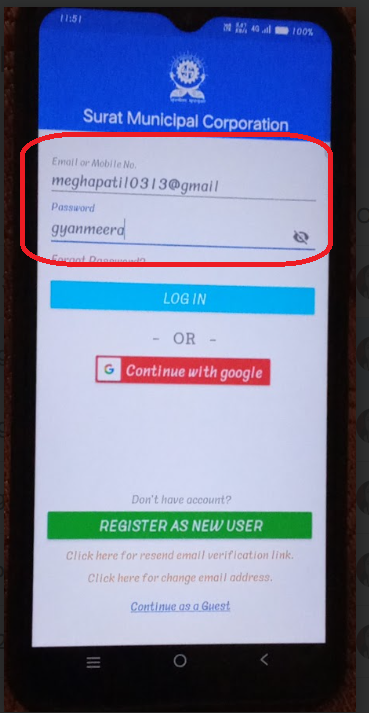 11:51
4G 100%
Surat Municipal Corporation
Email or Mobile No.
meghapatil0313@gmail
Password
gyanmeera
Forgot Password?
LOG IN
- OR -
G Continue with google
Don't have account?
REGISTER AS NEW USER
Click here for resend email verification link.
Click here for change email address.
Continue as a Guest